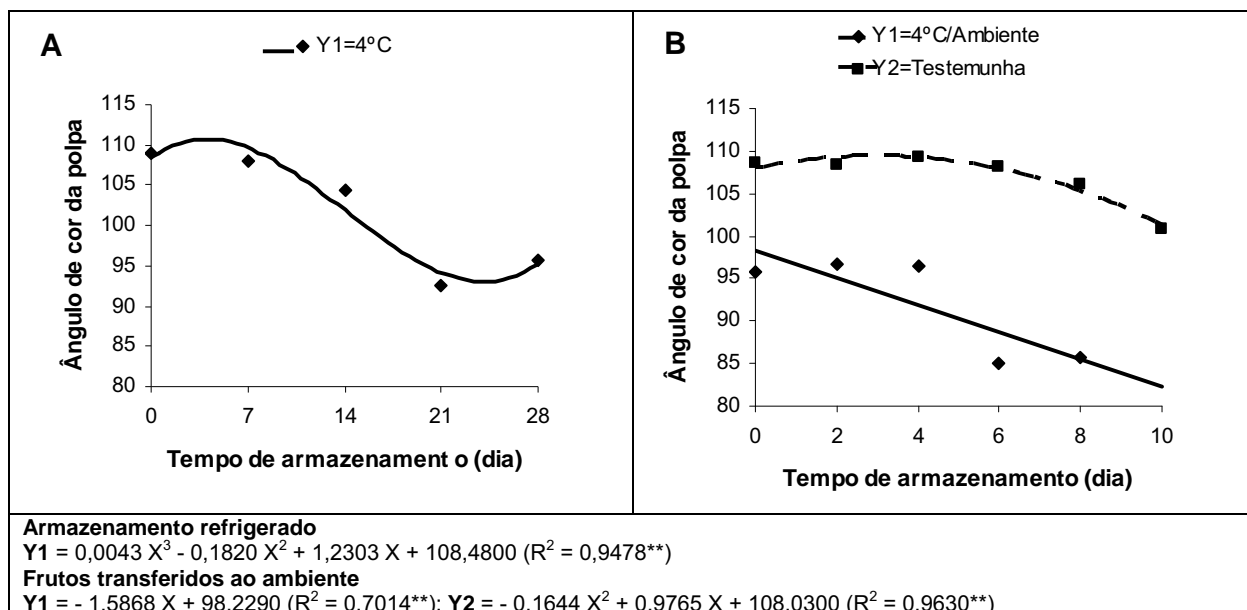 A
Y1=4ºC
Ângulo de cor da polpa
115
110
105
100
95
90
85
80
0 7 14 21 28
Tempo de armazenament o (dia)
B
Y1=4ºC/Ambiente
Y2=Testemunha
Ângulo de cor da polpa
115
110
105
100
95
90
85
80
0 2 4 6 8 10
Tempo de armazenamento (dia)
Armazenamento refrigerado
Y1 = 0,0043 X³ - 0,1820 X² + 1,2303 X + 108,4800 (R² = 0,9478**)
Frutos transferidos ao ambiente
Y1 = - 1,5868 X + 98,2290 (R² = 0,7014**); Y2 = - 0,1644 X² + 0,9765 X + 108,0300 (R² = 0,9630**)